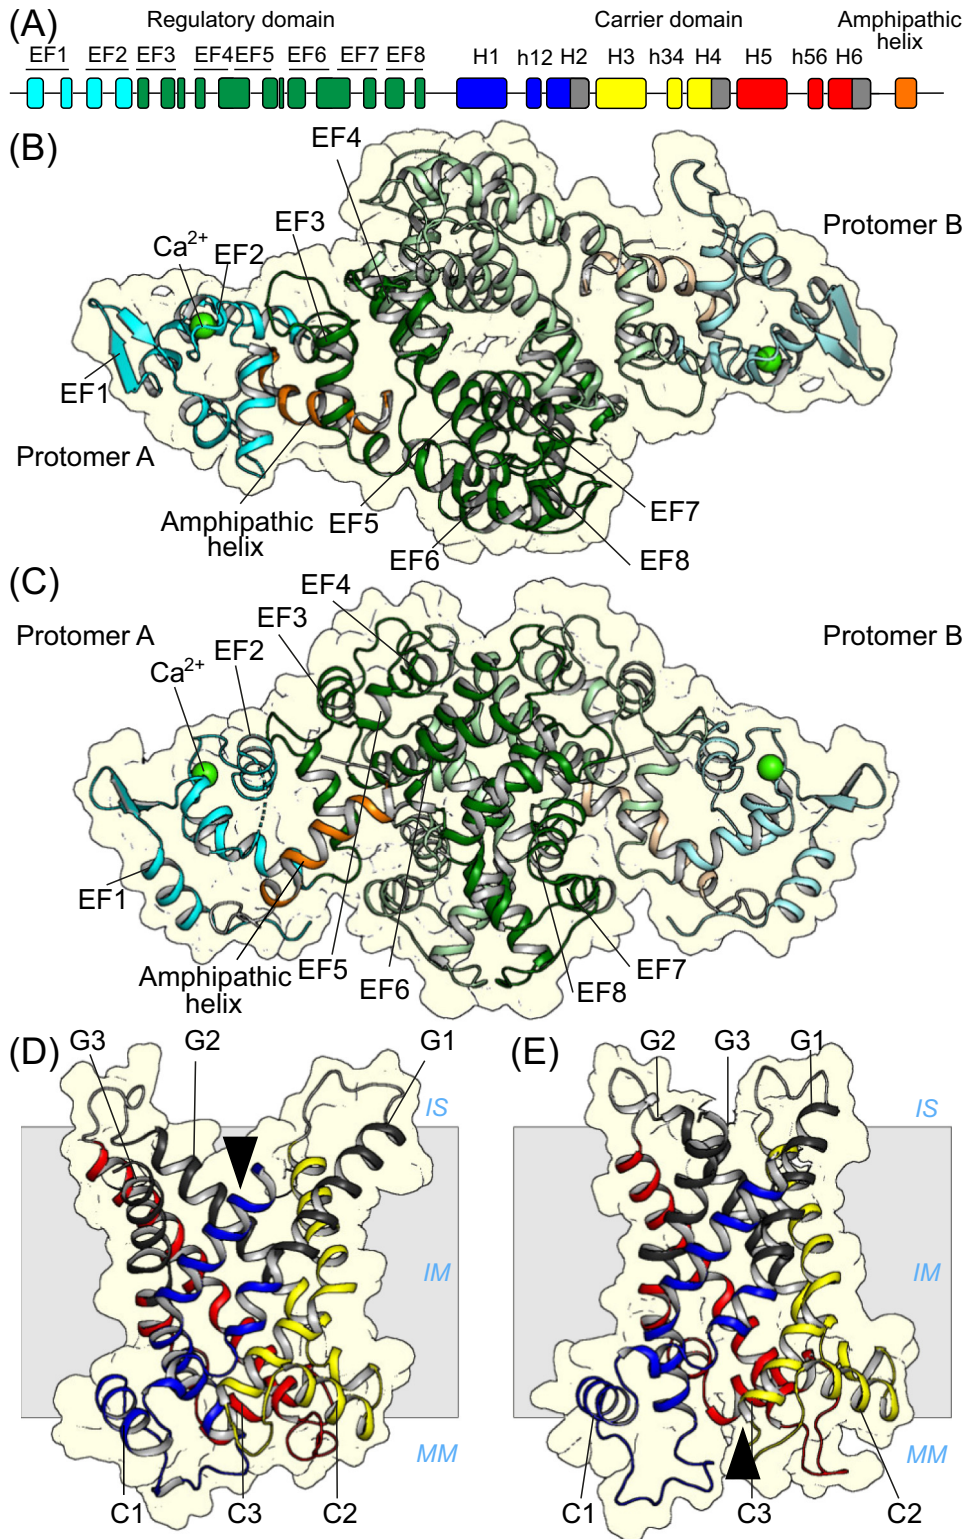 (A)
Regulatory domain
Carrier domain
Amphipathic helix
EF1 EF2 EF3 EF4 EF5 EF6 EF7 EF8 H1 h12 H2 H3 h34 H4 H5 h56 H6
(B)
EF4
EF3
Ca2+
EF2
Protomer B
EF1
Protomer A
Amphipathic
helix
EF5
EF6
EF7
EF8
(C)
EF4
Protomer A
EF3
Protomer B
EF2
Ca2+
EF1
Amphipathic
helix
EF5
EF6
EF8
EF7
(D)
G3 G2 G1
IS
IM
MM
C1 C3 C2
(E)
G2 G3 G1
IS
IM
MM
C1 C3 C2